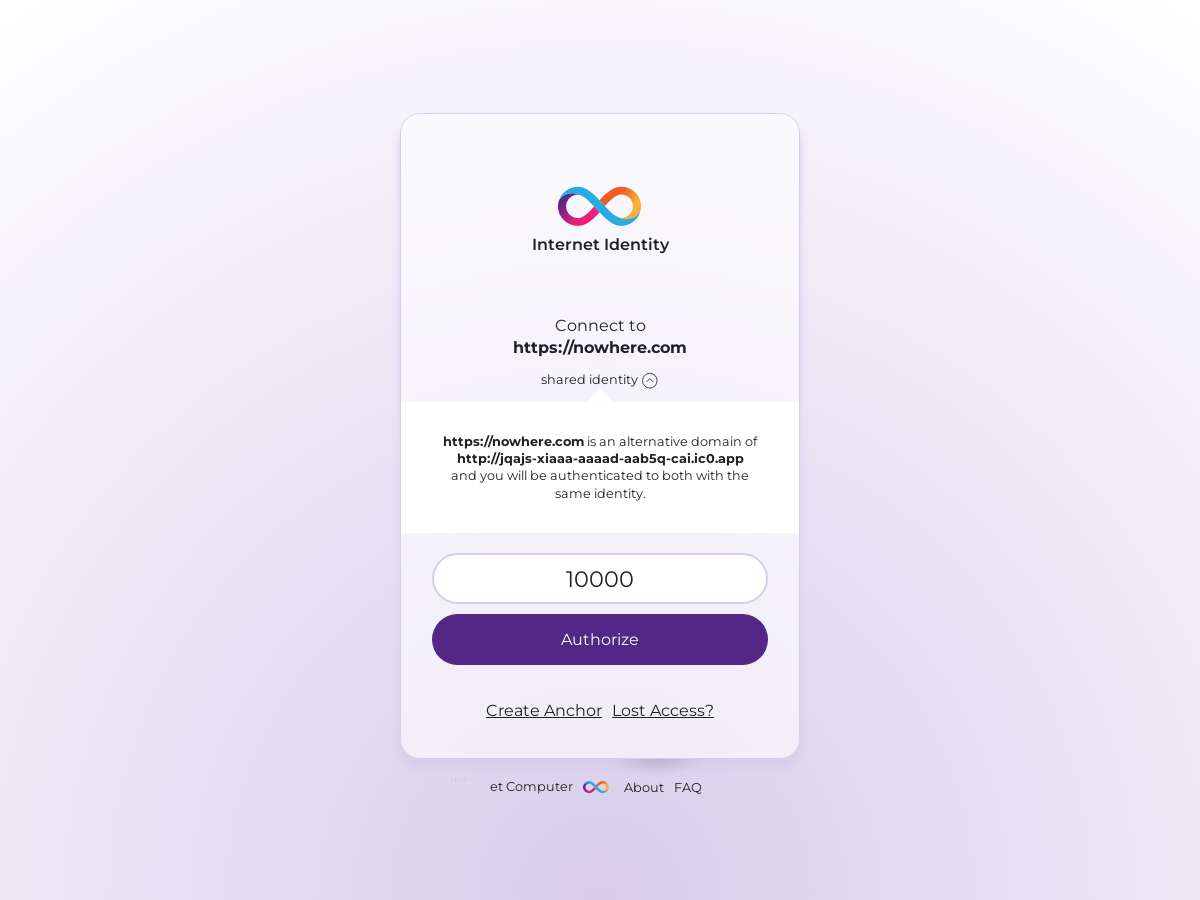 Internet Identity
Connect to
https://nowhere.com
shared identity
https://nowhere.com is an alternative domain of
http://jqajs-xiaaa-aaaad-aab5q-cai.ic0.app
and you will be authenticated to both with the
same identity.
10000
Authorize
Create Anchor Lost Access?
et Computer About FAQ